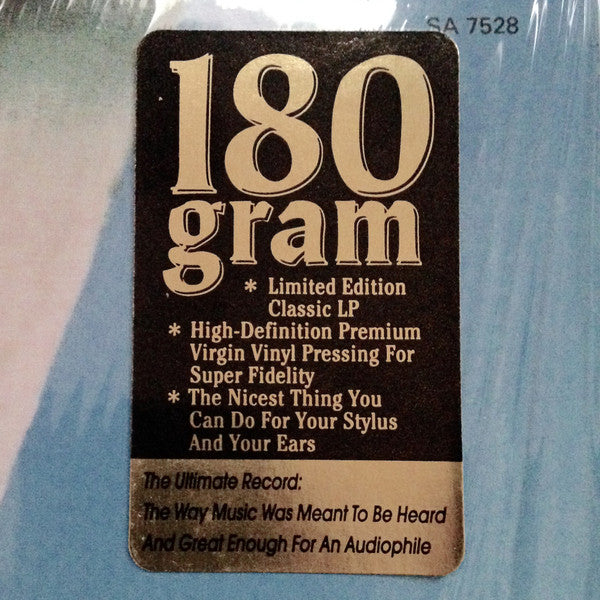 SA 7528
180
gram
* Limited Edition
Classic LP
* High-Definition Premium
Virgin Vinyl Pressing For
Super Fidelity
* The Nicest Thing You
Can Do For Your Stylus
And Your Ears
The Ultimate Record:
The Way Music Was Meant To Be Heard
And Great Enough For An Audiophile